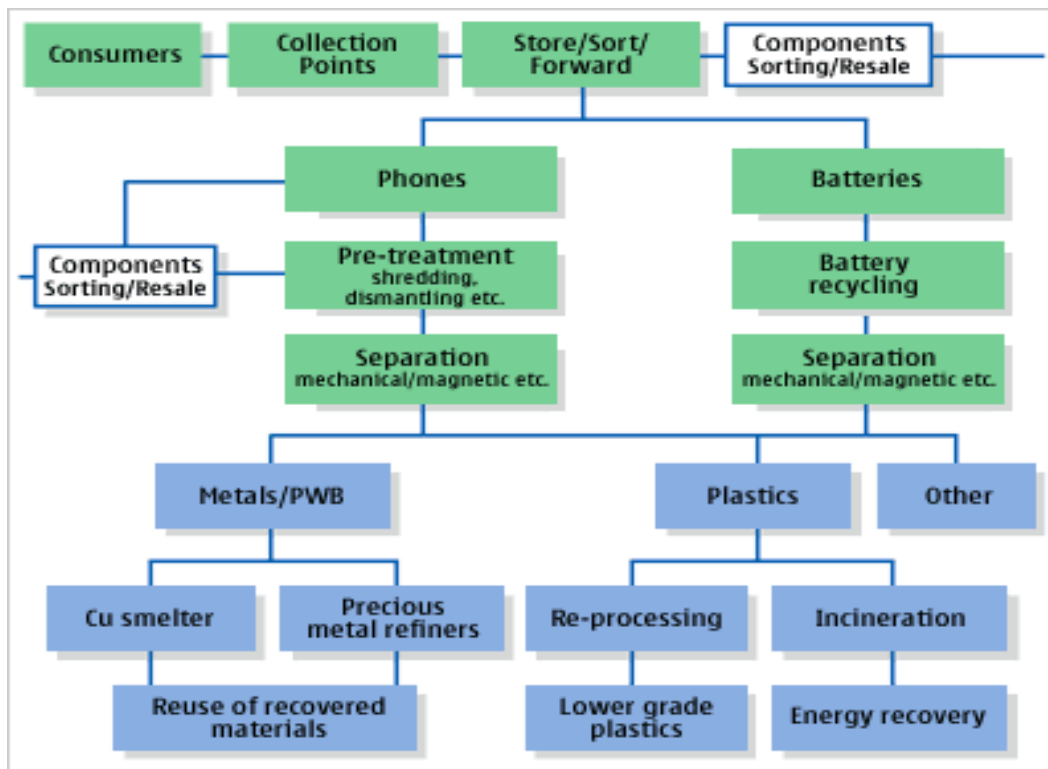 Consumers
Collection
Points
Store/Sort/
Forward
Components
Sorting/Resale
Phones
Batteries
Components
Sorting/Resale
Pre-treatment
shredding,
dismantling etc.
Battery
recycling
Separation
mechanical/magnetic etc.
Separation
mechanical/magnetic etc.
Metals/PWB
Plastics
Other
Cu smelter
Precious
metal refiners
Re-processing
Incineration
Reuse of recovered
materials
Lower grade
plastics
Energy recovery